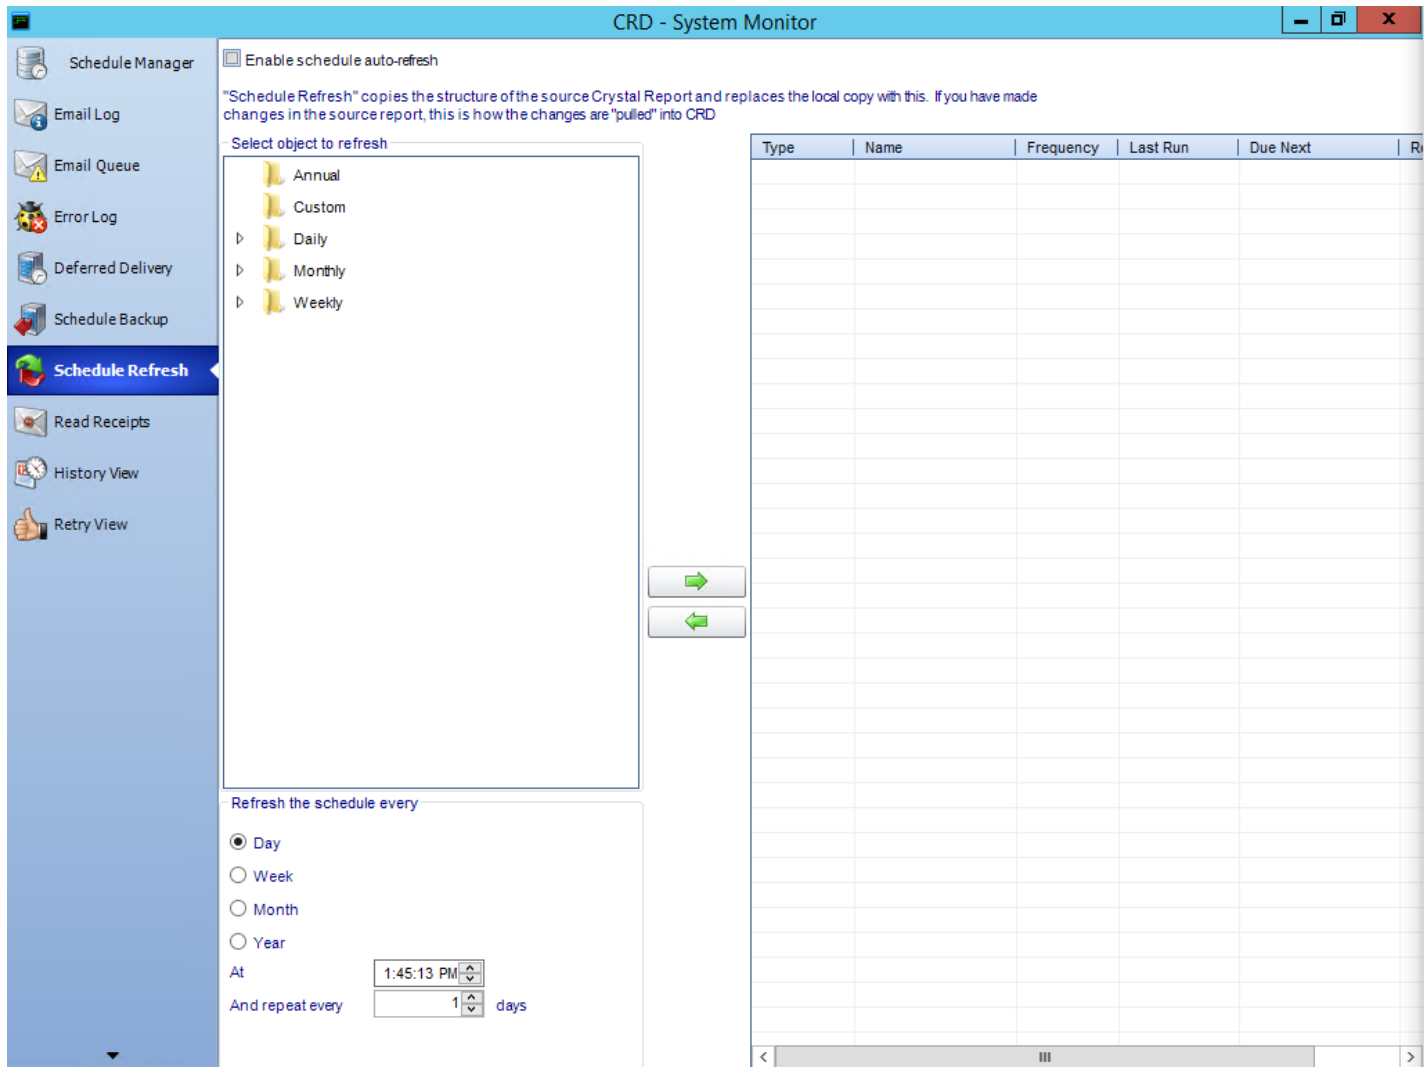 CRD - System Monitor
Schedule Manager
Email Log
Email Queue
Error Log
Deferred Delivery
Schedule Backup
Schedule Refresh
Read Receipts
History View
Retry View
Enable schedule auto-refresh
"Schedule Refresh" copies the structure of the source Crystal Report and replaces the local copy with this. If you have made
changes in the source report, this is how the changes are "pulled" into CRD
Select object to refresh
Annual
Custom
Daily
Monthly
Weekly
Type Name Frequency Last Run Due Next
Refresh the schedule every
Day
Week
Month
Year
At 1:45:13 PM
And repeat every 1 days